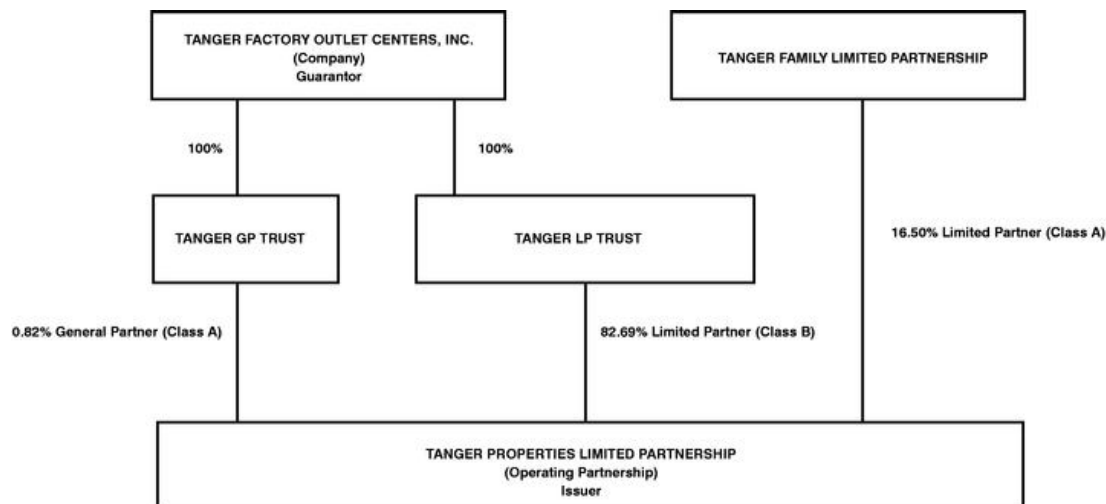 TANGER FACTORY OUTLET CENTERS, INC.
(Company)
Guarantor
TANGER FAMILY LIMITED PARTNERSHIP
100%
100%
TANGER GP TRUST
TANGER LP TRUST
16.50% Limited Partner (Class A)
0.82% General Partner (Class A)
82.69% Limited Partner (Class B)
TANGER PROPERTIES LIMITED PARTNERSHIP
(Operating Partnership)
Issuer